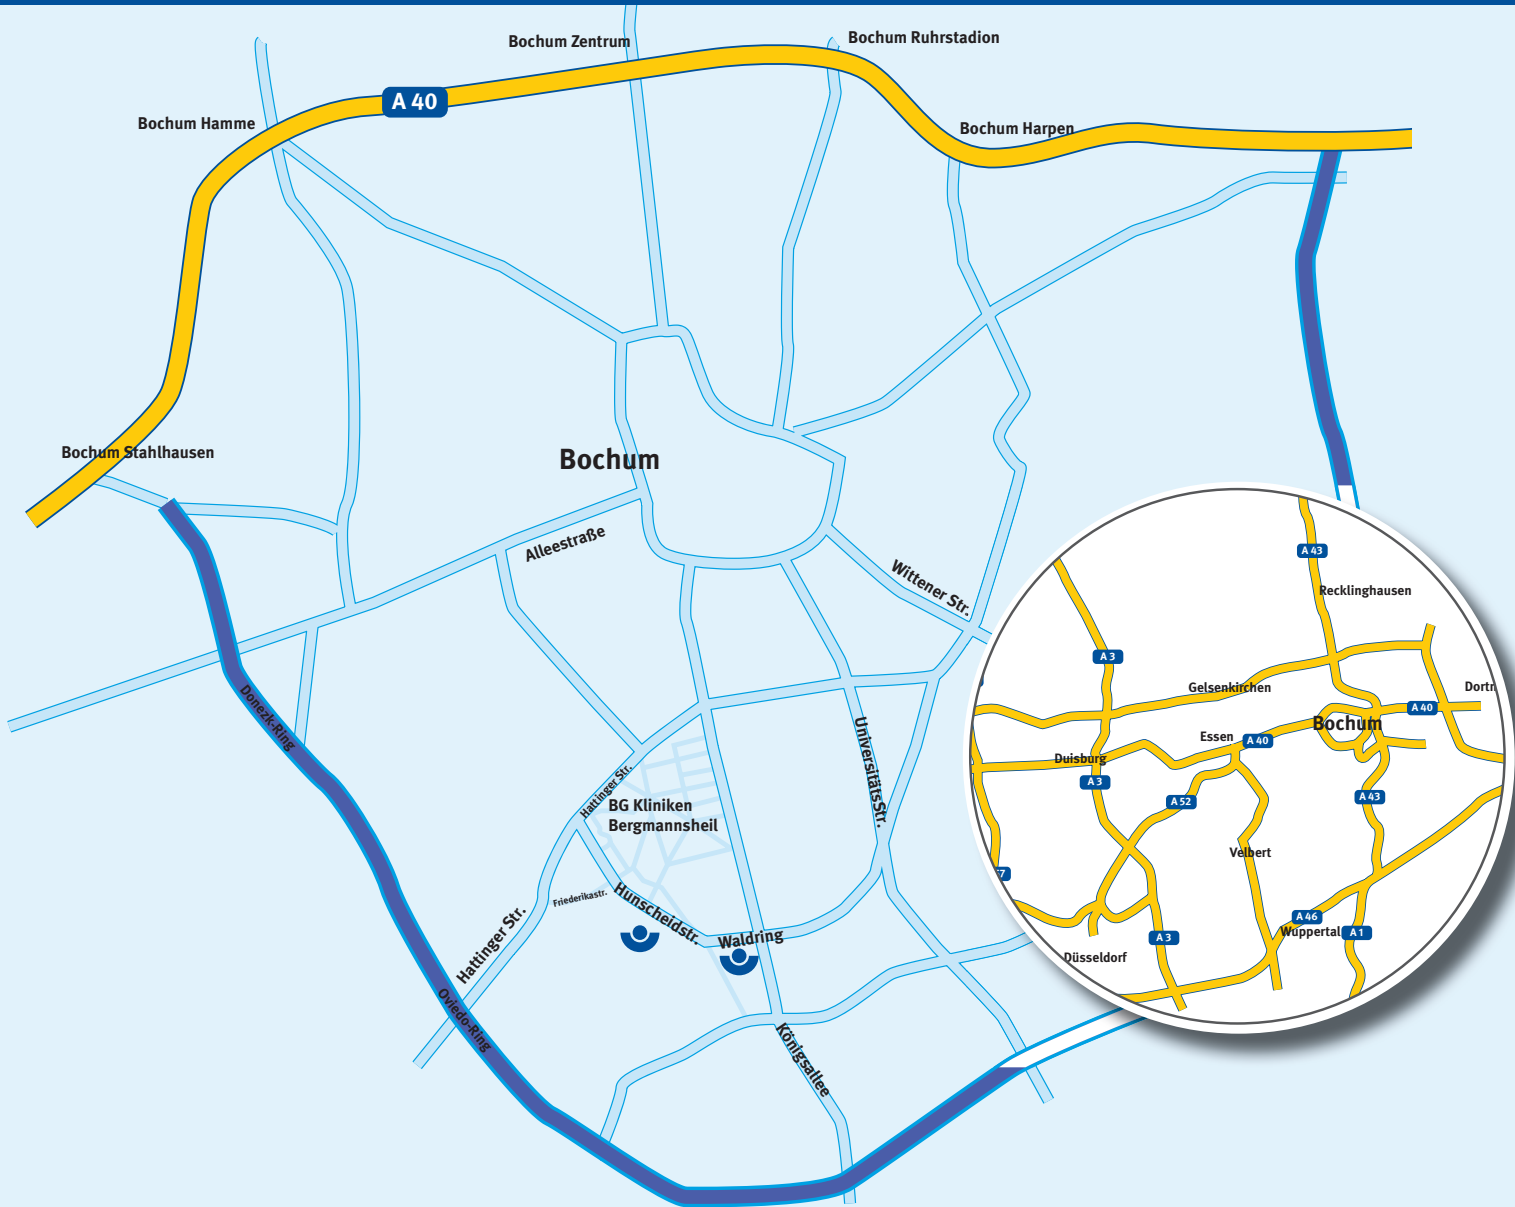 Bochum Zentrum
Bochum Ruhrstadion
A 40
Bochum Hamme
Bochum Harpen
Bochum Stahlhausen
Bochum
Alleestraße
Wittener Str.
Donezk-Ring
UniversitätsStr.
Hattinger Str.
BG Kliniken
Bergmannsheil
Friederikastr.
Hunscheidstr.
Waldring
Hattinger Str.
Oviedo-Ring
Königsallee
A 43
Recklinghausen
A 3
Gelsenkirchen
Dortn
A 40
Bochum
Essen
A 40
Duisburg
A 3
A 52
A 43
Velbert
A 46
Wuppertal
A 1
A 3
Düsseldorf